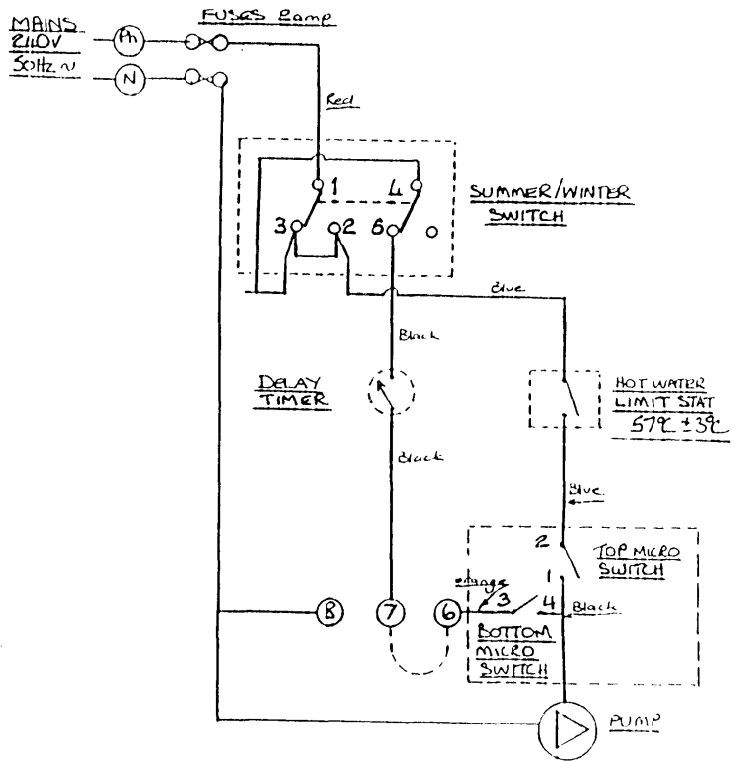 FUSES 2amp
MAINS
240V
50Hz ~
Ph
N
Red
1
4
3
2
6
SUMMER/WINTER
SWITCH
Blue
Black
DELAY
TIMER
HOT WATER
LIMIT STAT
57°C ±3°C
Black
Blue
2
TOP MICRO
SWITCH
1
orange
3
4
Black
8
7
6
BOTTOM
MICRO
SWITCH
PUMP